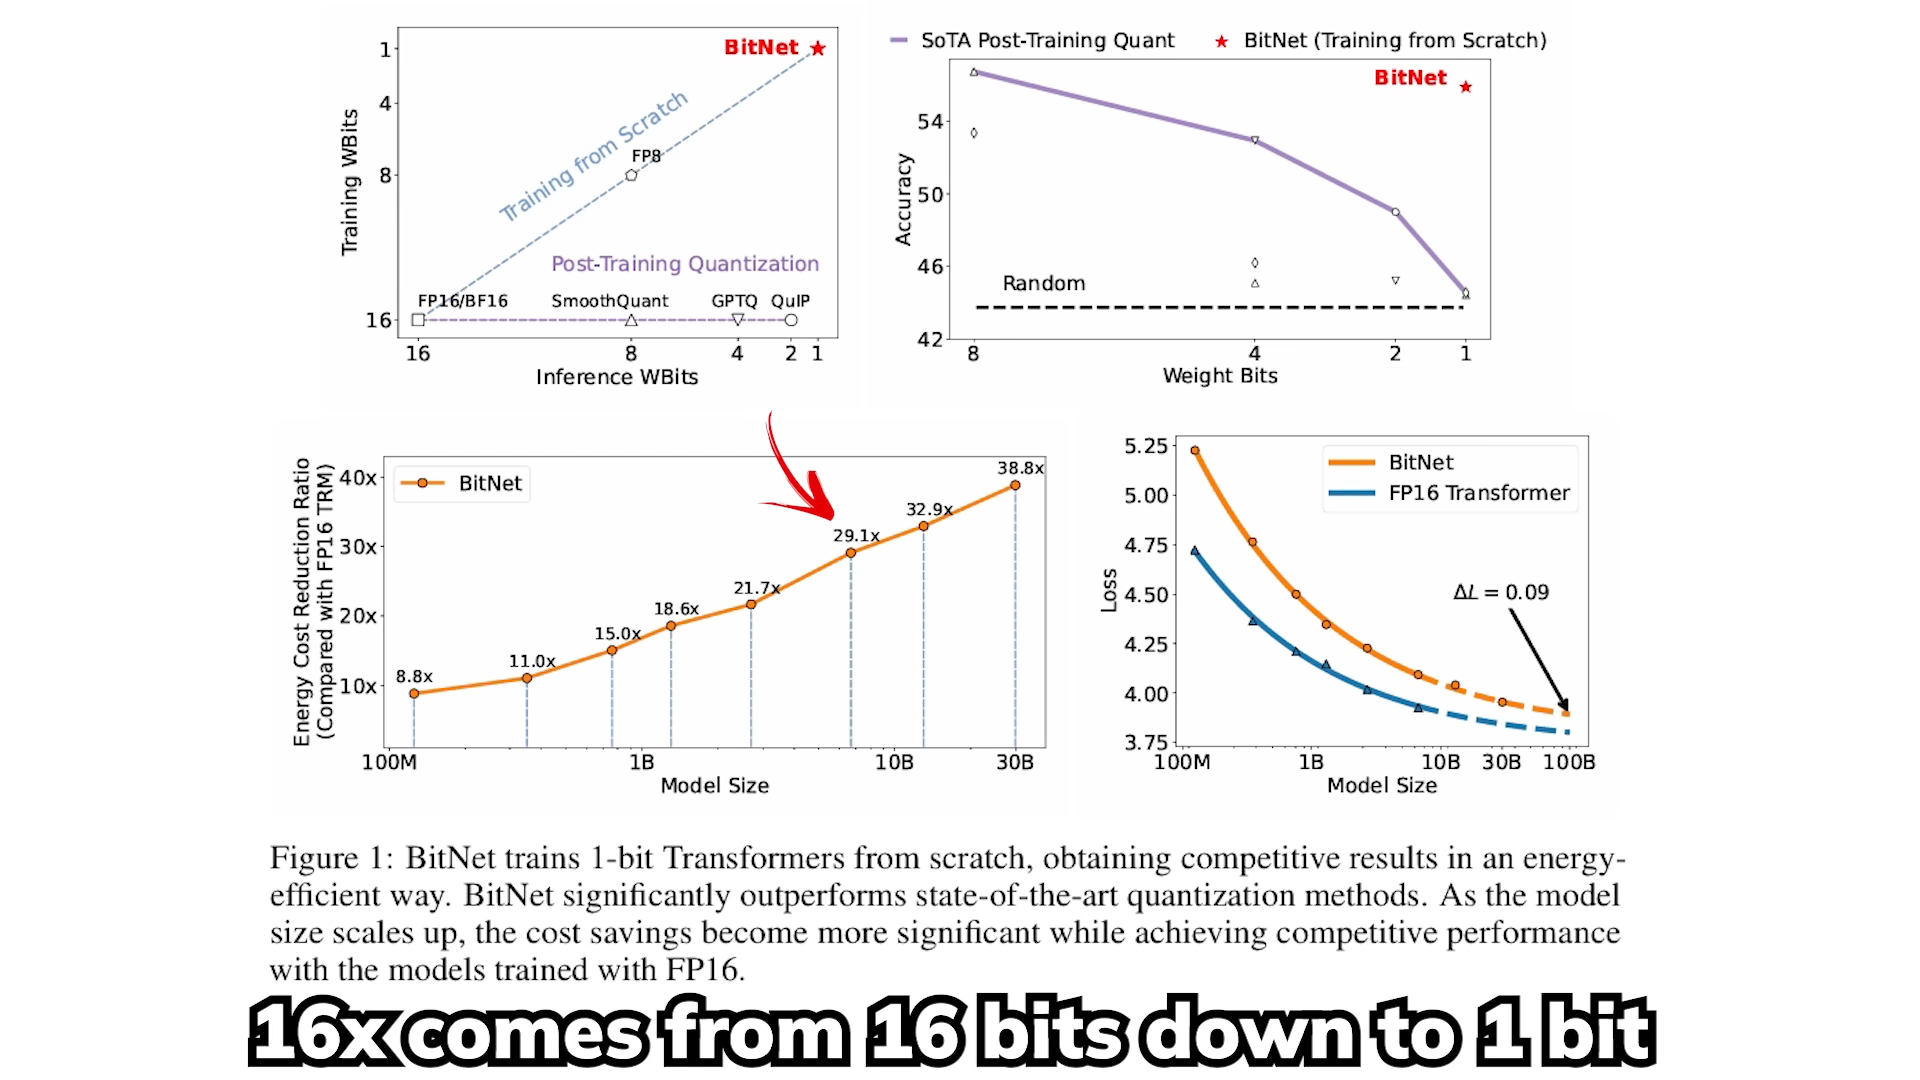 BitNet
1
4
8
16
Training WBits
Training from Scratch
FP8
Post-Training Quantization
FP16/BF16 SmoothQuant GPTQ QuIP
16 8 4 2 1
Inference WBits
SoTA Post-Training Quant BitNet (Training from Scratch)
BitNet
54
50
46
42
Accuracy
Random
8 4 2 1
Weight Bits
Energy Cost Reduction Ratio
(Compared with FP16 TRM)
40x
30x
20x
10x
BitNet
8.8x
11.0x
15.0x
18.6x
21.7x
29.1x
32.9x
38.8x
100M 1B 10B 30B
Model Size
5.25
5.00
4.75
4.50
4.25
4.00
3.75
Loss
BitNet
FP16 Transformer
ΔL = 0.09
100M 1B 10B 30B 100B
Model Size
Figure 1: BitNet trains 1-bit Transformers from scratch, obtaining competitive results in an energy-
efficient way. BitNet significantly outperforms state-of-the-art quantization methods. As the model
size scales up, the cost savings become more significant while achieving competitive performance
with the models trained with FP16.
16x comes from 16 bits down to 1 bit